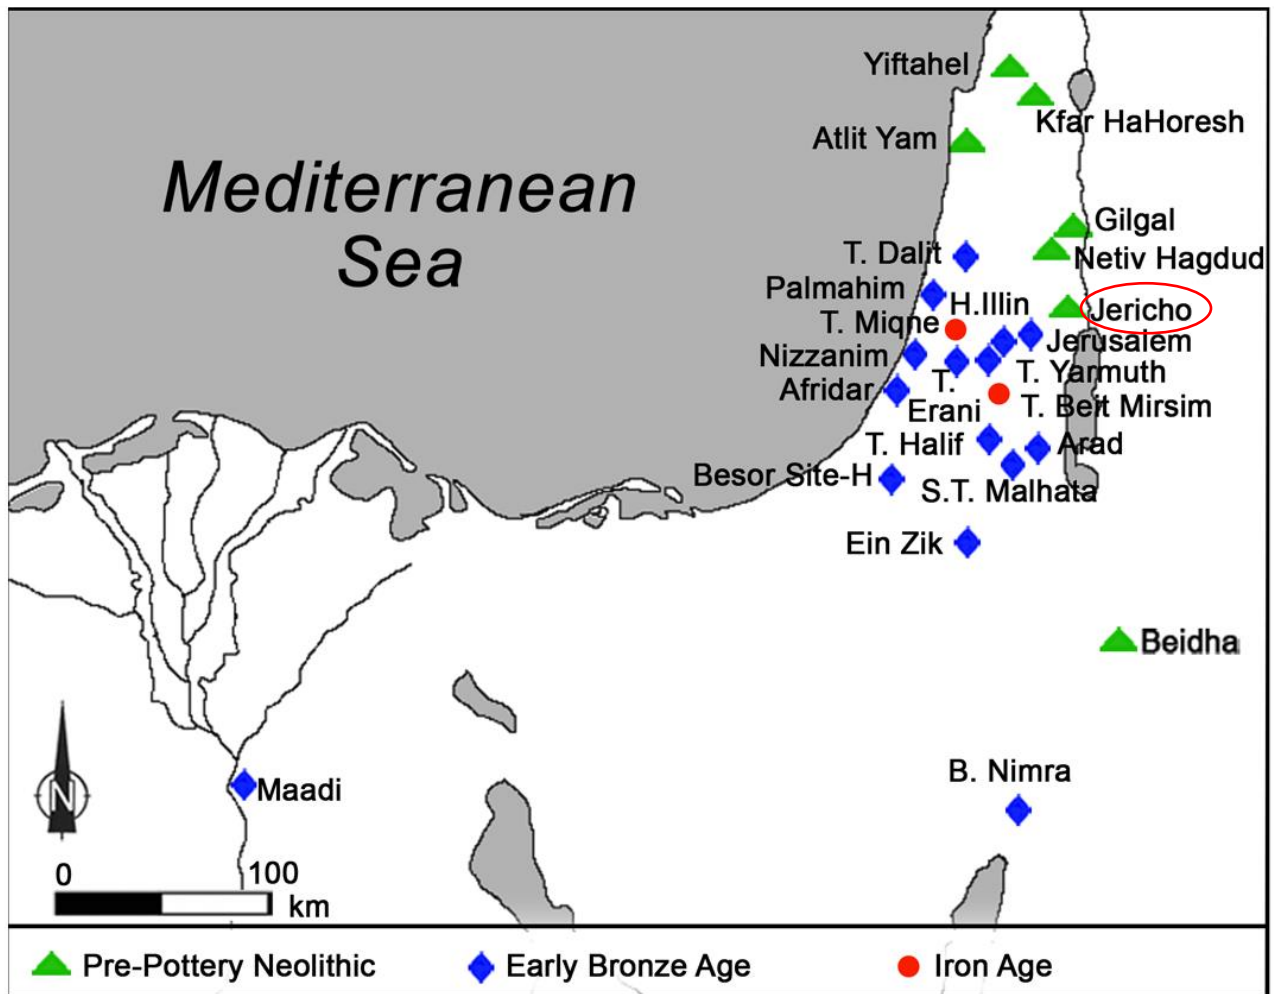 Yiftahel
Kfar HaHoresh
Atlit Yam
Mediterranean
Sea
Gilgal
Netiv Hagdud
T. Dalit
Palmahim
H.Illin
Jericho
T. Miqne
Jerusalem
Nizzanim
T. Yarmuth
Afridar
T.
Erani
T. Beit Mirsim
T. Halif
Arad
Besor Site-H
S.T. Malhata
Ein Zik
Beidha
B. Nimra
Maadi
N
0 100
km
Pre-Pottery Neolithic Early Bronze Age Iron Age